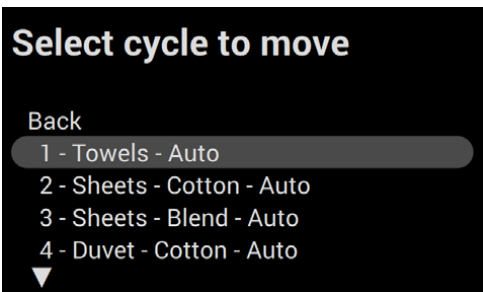 Select cycle to move
Back
1 - Towels - Auto
2 - Sheets - Cotton - Auto
3 - Sheets - Blend - Auto
4 - Duvet - Cotton - Auto